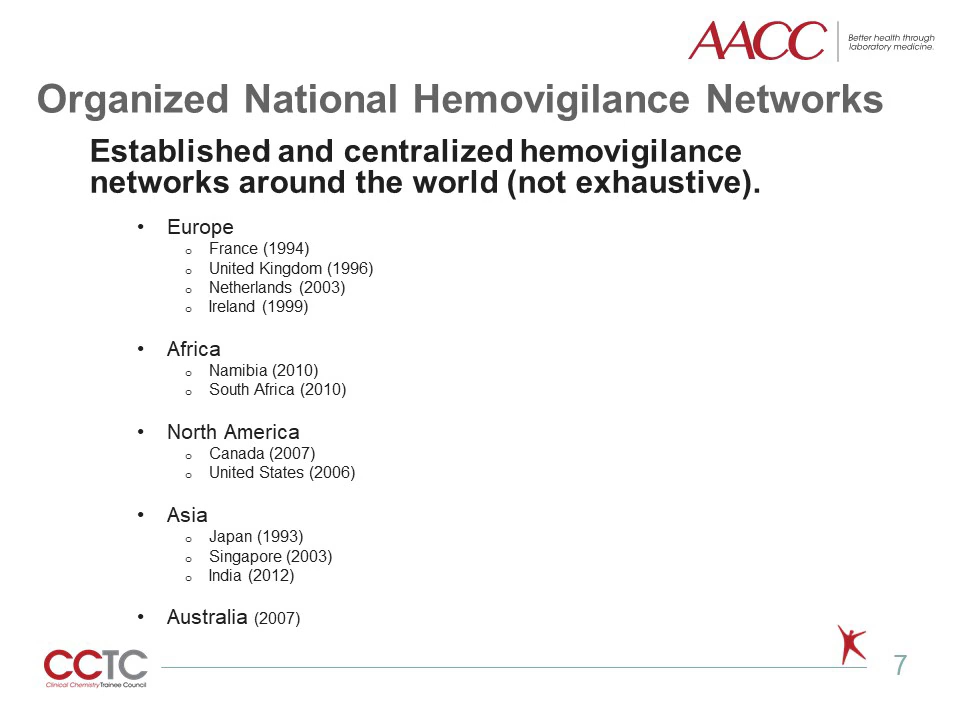 AACC
Better health through
laboratory medicine.
Organized National Hemovigilance Networks
Established and centralized hemovigilance
networks around the world (not exhaustive).
• Europe
o France (1994)
o United Kingdom (1996)
o Netherlands (2003)
o Ireland (1999)
• Africa
o Namibia (2010)
o South Africa (2010)
• North America
o Canada (2007)
o United States (2006)
• Asia
o Japan (1993)
o Singapore (2003)
o India (2012)
• Australia (2007)
CCTC
Clinical Chemistry Trainee Council
7